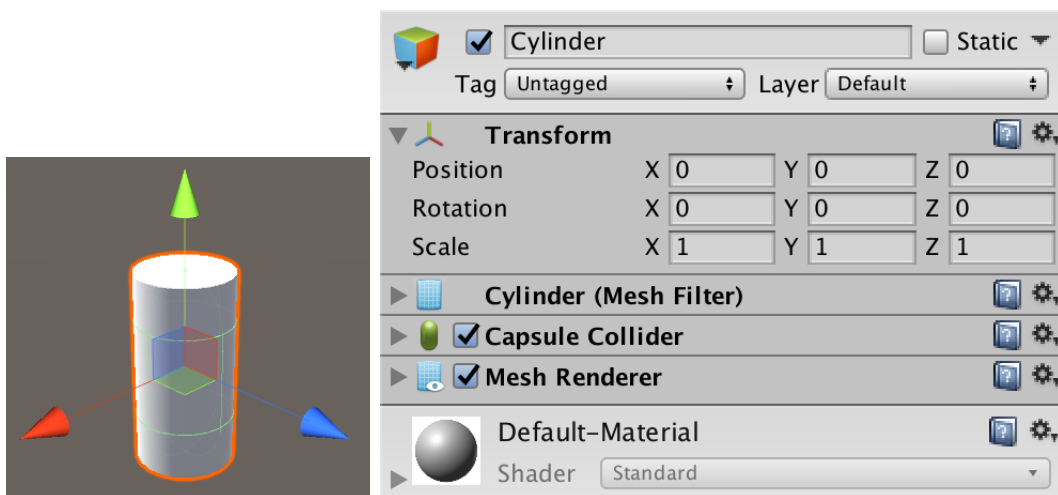 Cylinder Static
Tag Untagged Layer Default
Transform
Position X 0 Y 0 Z 0
Rotation X 0 Y 0 Z 0
Scale X 1 Y 1 Z 1
Cylinder (Mesh Filter)
Capsule Collider
Mesh Renderer
Default-Material
Shader Standard